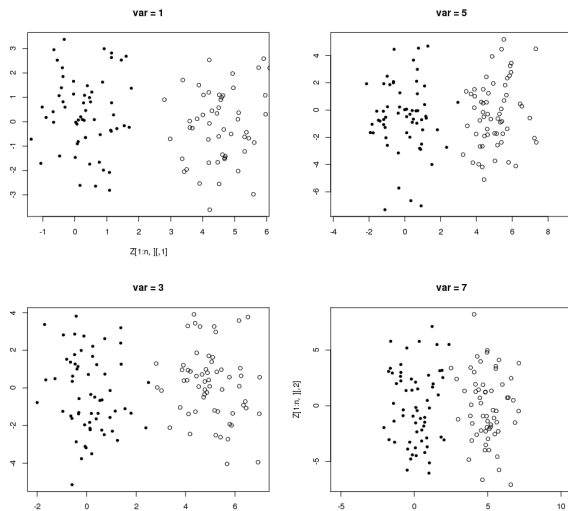 var = 1
3
2
1
0
-1
-2
-3
-1 0 1 2 3 4 5 6
Z[1:n, ][,1]
var = 5
4
2
0
-2
-4
-6
-4 -2 0 2 4 6 8
var = 3
4
2
0
-2
-4
-2 0 2 4 6
var = 7
Z[1:n, ][,2]
5
0
-5
-5 0 5 10